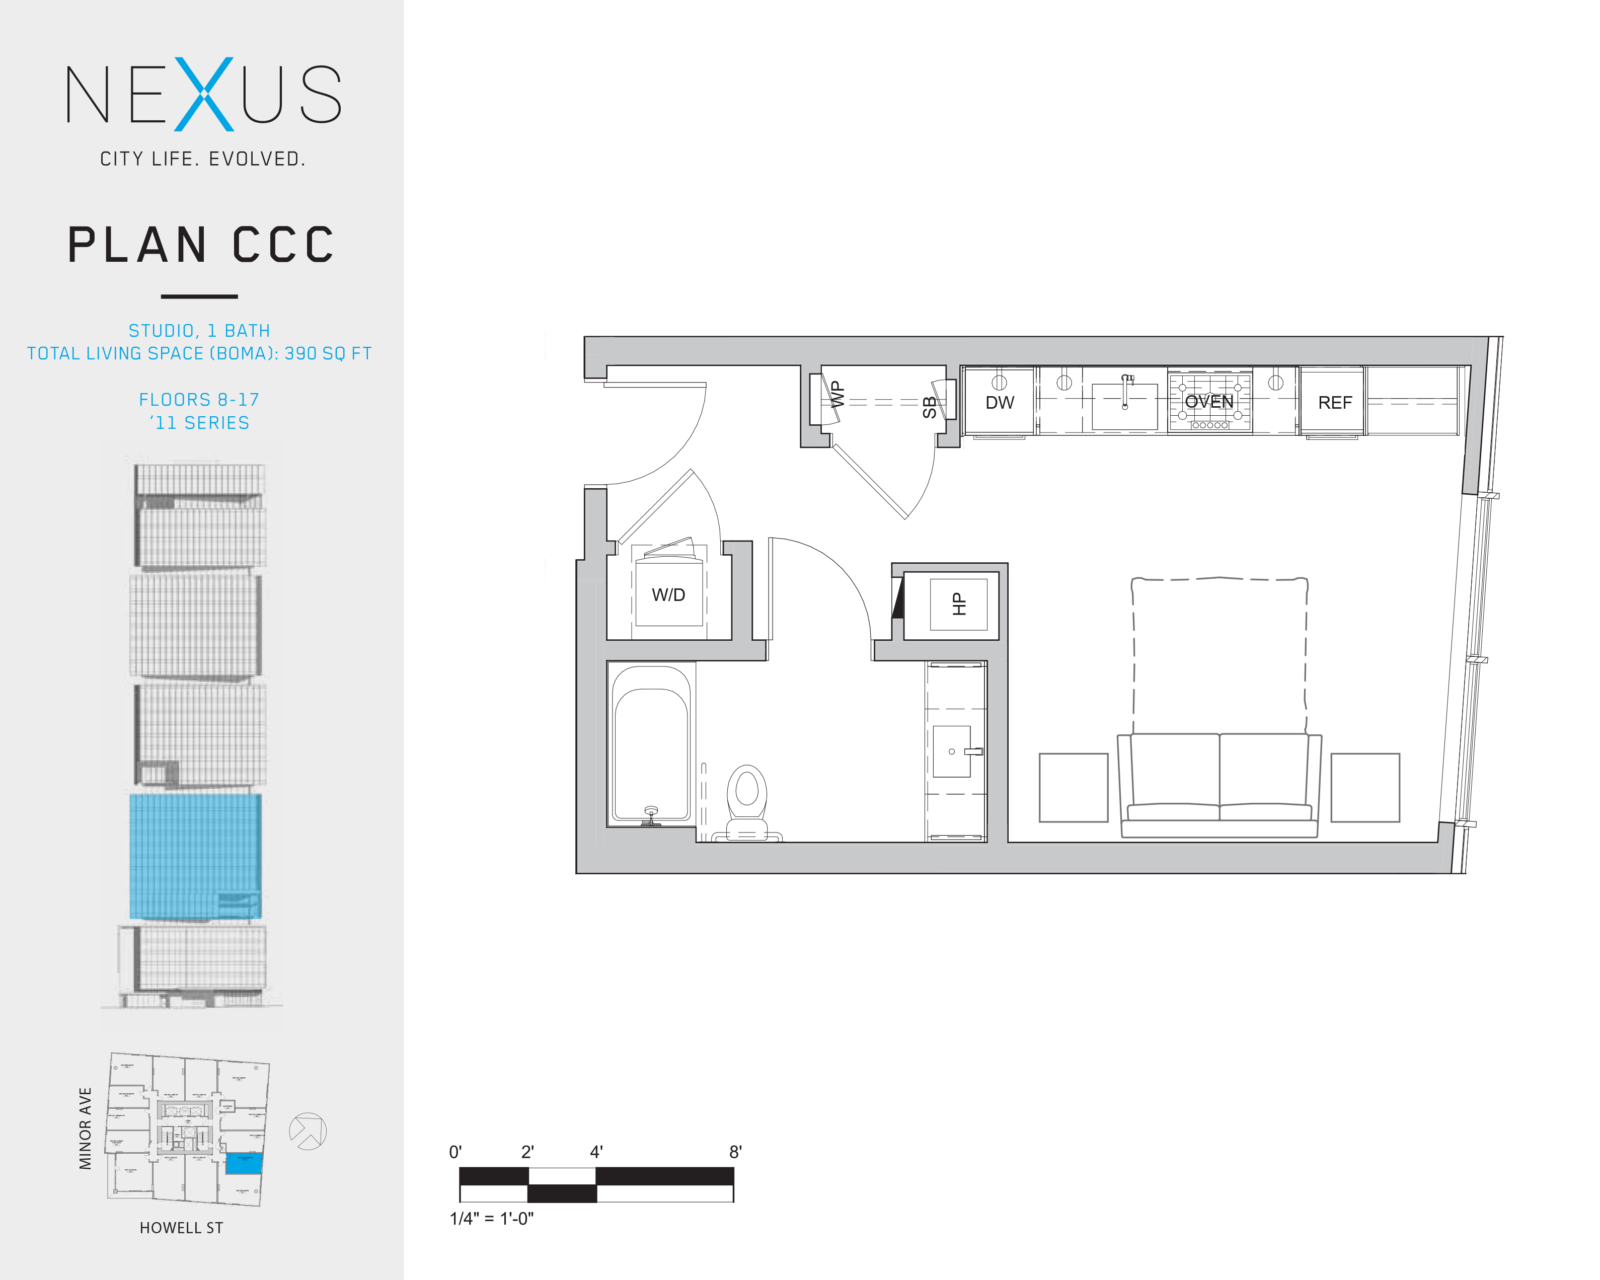 NEXUS
CITY LIFE. EVOLVED.
PLAN CCC
STUDIO, 1 BATH
TOTAL LIVING SPACE (BOMA): 390 SQ FT
FLOORS 8-17
‘11 SERIES
MINOR AVE
HOWELL ST
WP
SB
DW
OVEN
REF
W/D
HP
0' 2' 4' 8'
1/4" = 1'-0"